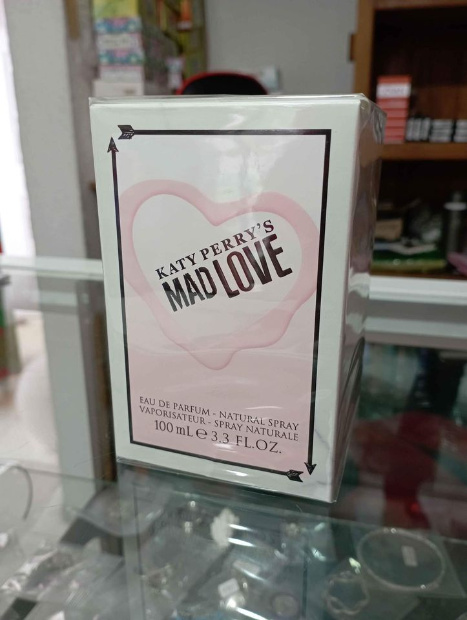 KATY PERRY'S
MAD LOVE
EAU DE PARFUM - NATURAL SPRAY
VAPORISATEUR - SPRAY NATURALE
100 mL ℮ 3.3 FL.OZ.